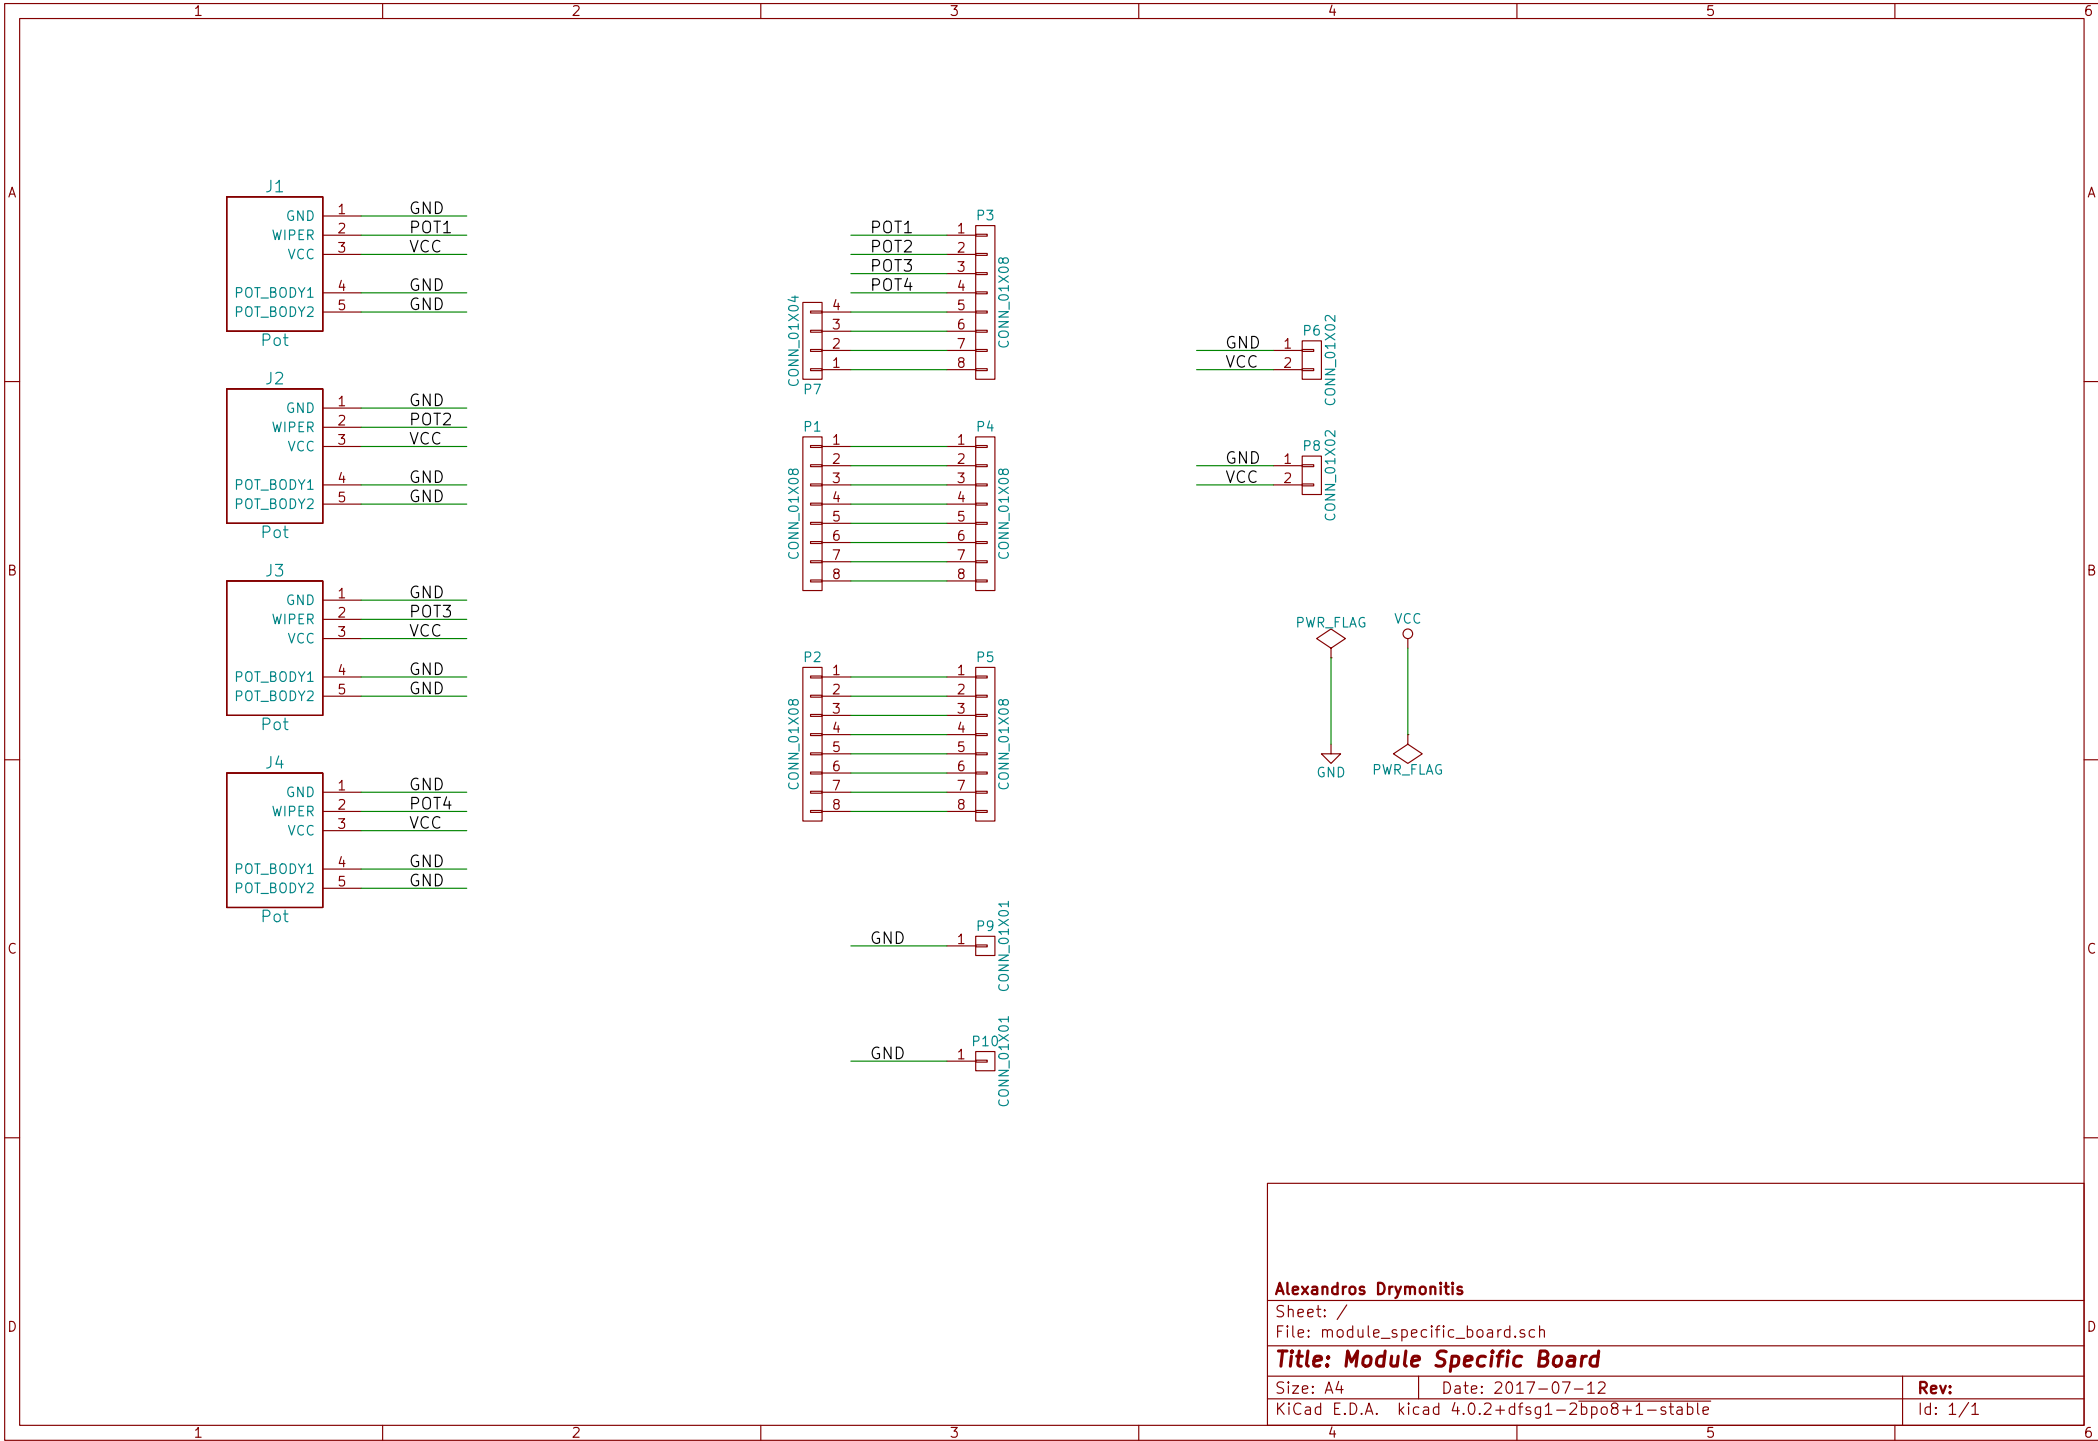 1 2 3 4 5 6
A A
B B
C C
D D
J1
GND 1 GND
WIPER 2 POT1
VCC 3 VCC
POT_BODY1 4 GND
POT_BODY2 5 GND
Pot
J2
GND 1 GND
WIPER 2 POT2
VCC 3 VCC
POT_BODY1 4 GND
POT_BODY2 5 GND
Pot
J3
GND 1 GND
WIPER 2 POT3
VCC 3 VCC
POT_BODY1 4 GND
POT_BODY2 5 GND
Pot
J4
GND 1 GND
WIPER 2 POT4
VCC 3 VCC
POT_BODY1 4 GND
POT_BODY2 5 GND
Pot
P3
POT1 1
POT2 2
POT3 3
POT4 4
4 5
3 6
2 7
1 8
CONN_01X04
CONN_01X08
P7
P1 P4
1 1
2 2
3 3
4 4
5 5
6 6
7 7
8 8
CONN_01X08
CONN_01X08
P2 P5
1 1
2 2
3 3
4 4
5 5
6 6
7 7
8 8
CONN_01X08
CONN_01X08
P9
GND 1
CONN_01X01
P10
GND 1
CONN_01X01
P6
GND 1
VCC 2
CONN_01X02
P8
GND 1
VCC 2
CONN_01X02
PWR_FLAG VCC
GND PWR_FLAG
Alexandros Drymonitis
Sheet: /
File: module_specific_board.sch
Title: Module Specific Board
Size: A4 Date: 2017-07-12 Rev:
KiCad E.D.A. kicad 4.0.2+dfsg1-2bpo8+1-stable Id: 1/1
1 2 3 4 5 6